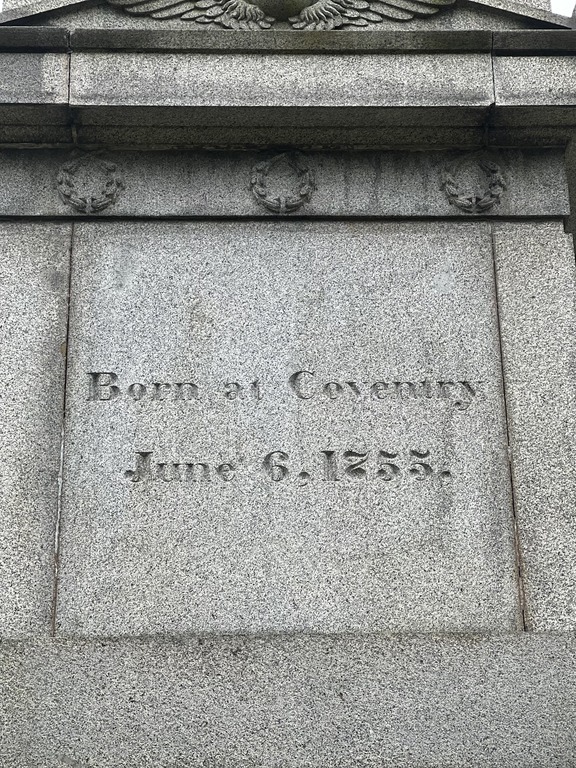 Born at Coventry
June 6, 1755.